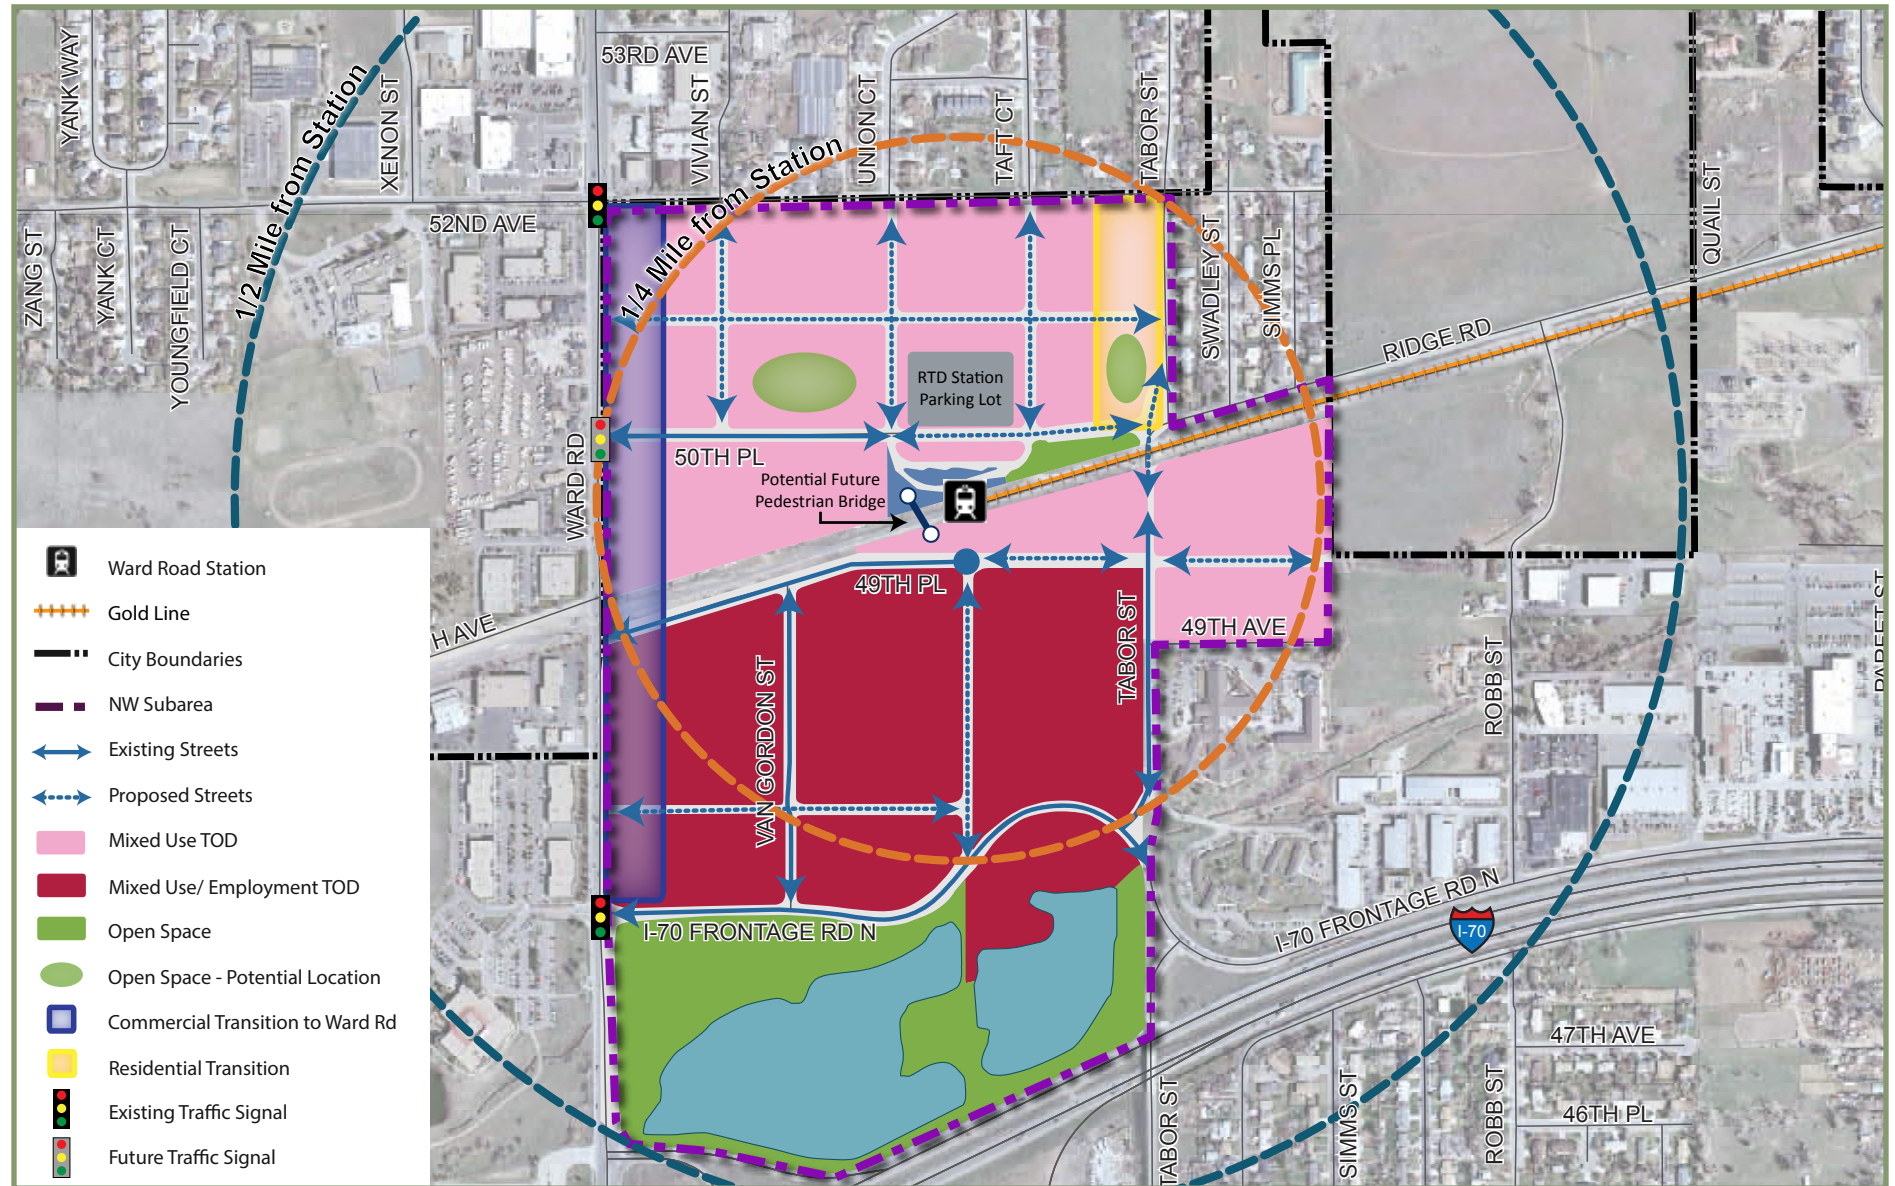 53RD AVE
YANK WAY
XENON ST
VIVIAN ST
UNION CT
TAFT CT
TABOR ST
1/2 Mile from Station
1/4 Mile from Station
52ND AVE
ZANG ST
YANK CT
YOUNGFIELD CT
SWADLEY ST
SIMMS PL
QUAIL ST
RIDGE RD
RTD Station
Parking Lot
WARD RD
50TH PL
Potential Future
Pedestrian Bridge
49TH PL
H AVE
49TH AVE
TABOR ST
VAN GORDON ST
ROBB ST
PARFET ST
I-70 FRONTAGE RD N
I-70 FRONTAGE RD N
I-70
47TH AVE
46TH PL
TABOR ST
SIMMS ST
ROBB ST
Ward Road Station
Gold Line
City Boundaries
NW Subarea
Existing Streets
Proposed Streets
Mixed Use TOD
Mixed Use/ Employment TOD
Open Space
Open Space - Potential Location
Commercial Transition to Ward Rd
Residential Transition
Existing Traffic Signal
Future Traffic Signal